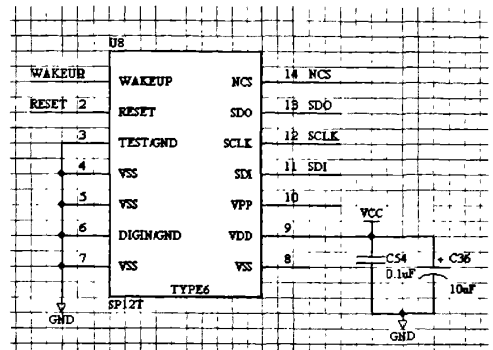 U8
WAKEUP WAKEUP NCS 14 NCS
RESET 2 RESET SDO 13 SDO
3 TEST/GND SCLK 12 SCLK
4 VSS SDI 11 SDI
5 VSS VPP 10
VCC
6 DIGIN/GND VDD 9
7 VSS VSS 8
C54 + C36
0.1uF 10uF
TYPE6
SP12T
GND GND